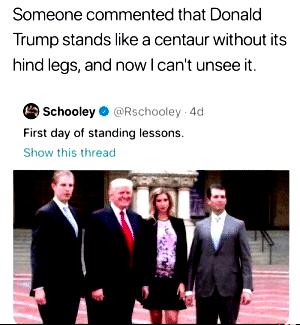 Someone commented that Donald
Trump stands like a centaur without its
hind legs, and now I can't unsee it.
Schooley @Rschooley · 4d
First day of standing lessons.
Show this thread